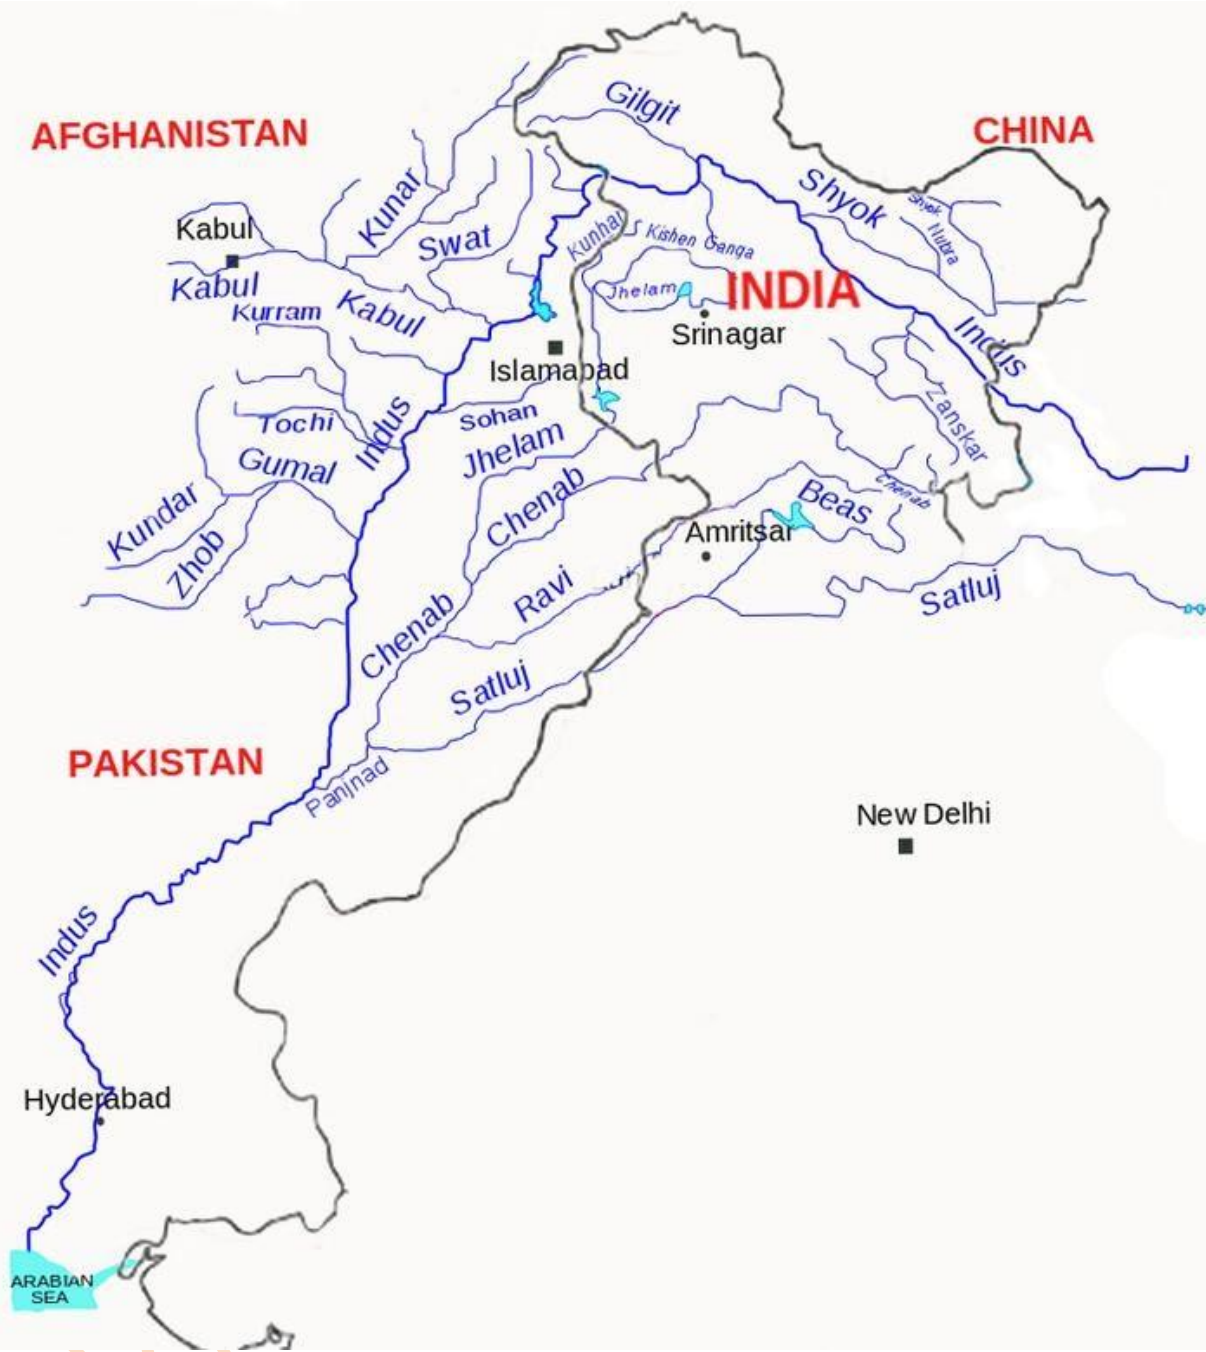 Gilgit
AFGHANISTAN
CHINA
Shyok
Shyok
Nubra
Kunar
Kabul
Swat
Kunhar
Kishen Ganga
Kabul
Kurram
Kabul
Jhelam
INDIA
Srinagar
Indus
Islamabad
Zanskar
Sohan
Tochi
Indus
Jhelam
Gumal
Chenab
Chenab
Beas
Kundar
Zhob
Amritsar
Ravi
Satluj
Chenab
Satluj
PAKISTAN
Panjnad
New Delhi
Indus
Hyderabad
ARABIAN
SEA